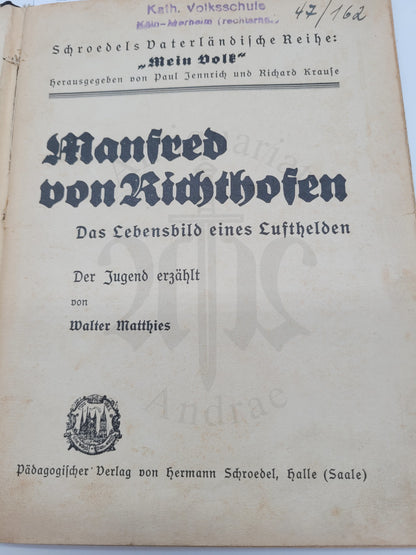 Kath. Volksschule
Köln-Merheim (rechtsrhein.)
47/162
Schroedels Vaterländische Reihe:
„Mein Volk“
Herausgegeben von Paul Jennrich und Richard Krause
Manfred
von Richthofen
Das Lebensbild eines Lufthelden
Der Jugend erzählt
von
Walter Matthies
Andrae
Pädagogischer Verlag von Hermann Schroedel, Halle (Saale)